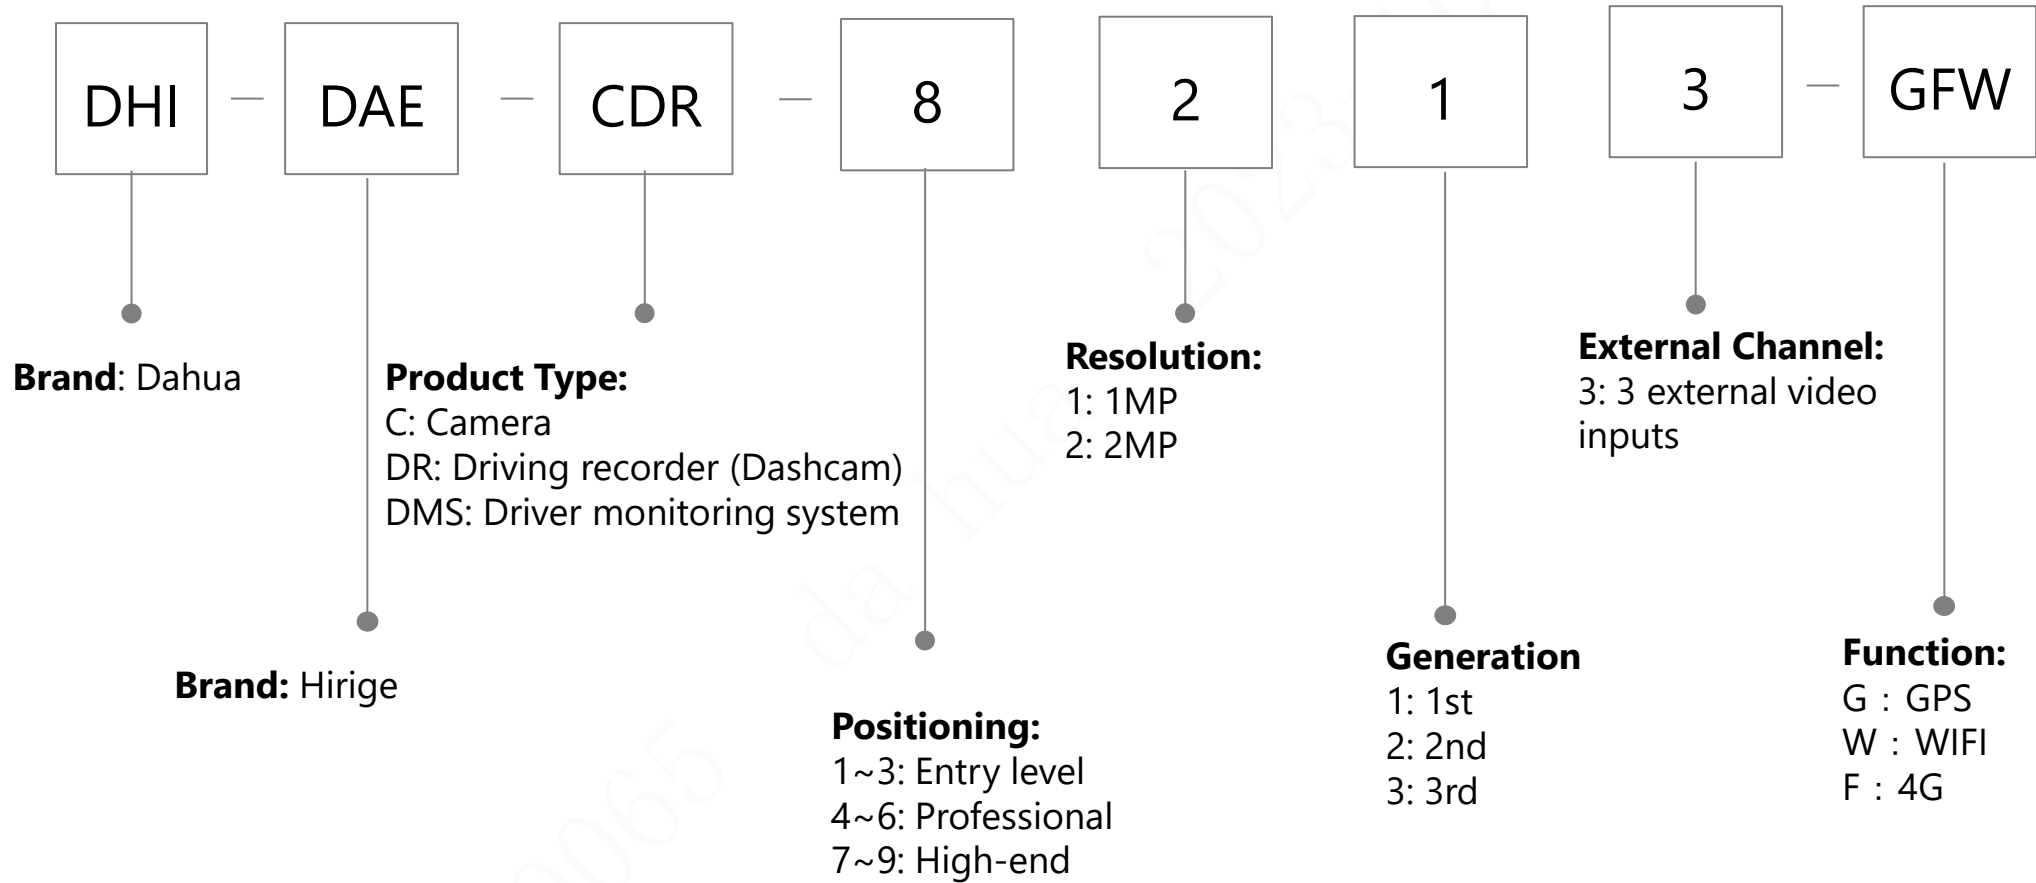 DHI — DAE — CDR — 8 2 1 3 — GFW
Brand: Dahua
Product Type:
C: Camera
DR: Driving recorder (Dashcam)
DMS: Driver monitoring system
Resolution:
1: 1MP
2: 2MP
External Channel:
3: 3 external video
inputs
Brand: Hirige
Positioning:
1~3: Entry level
4~6: Professional
7~9: High-end
Generation
1: 1st
2: 2nd
3: 3rd
Function:
G：GPS
W：WIFI
F：4G
da hua 2023